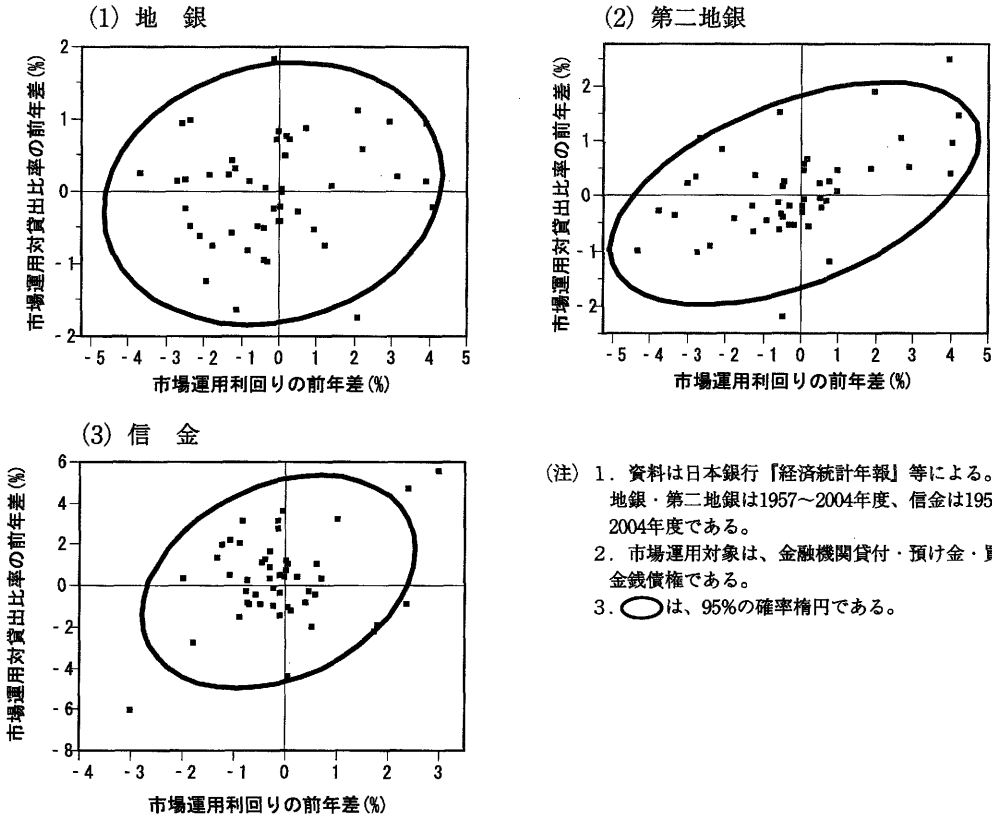 (1) 地　銀
市場運用対貸出比率の前年差(%)
2
1
0
-1
-2
-5 -4 -3 -2 -1 0 1 2 3 4 5
市場運用利回りの前年差(%)
(2) 第二地銀
市場運用対貸出比率の前年差(%)
2
1
0
-1
-2
-5 -4 -3 -2 -1 0 1 2 3 4 5
市場運用利回りの前年差(%)
(3) 信　金
市場運用対貸出比率の前年差(%)
6
4
2
0
-2
-4
-6
-8
-4 -3 -2 -1 0 1 2 3
市場運用利回りの前年差(%)
(注) 1. 資料は日本銀行『経済統計年報』等による。
地銀・第二地銀は1957～2004年度、信金は195
2004年度である。
2. 市場運用対象は、金融機関貸付・預け金・買
金銭債権である。
3. は、95%の確率楕円である。